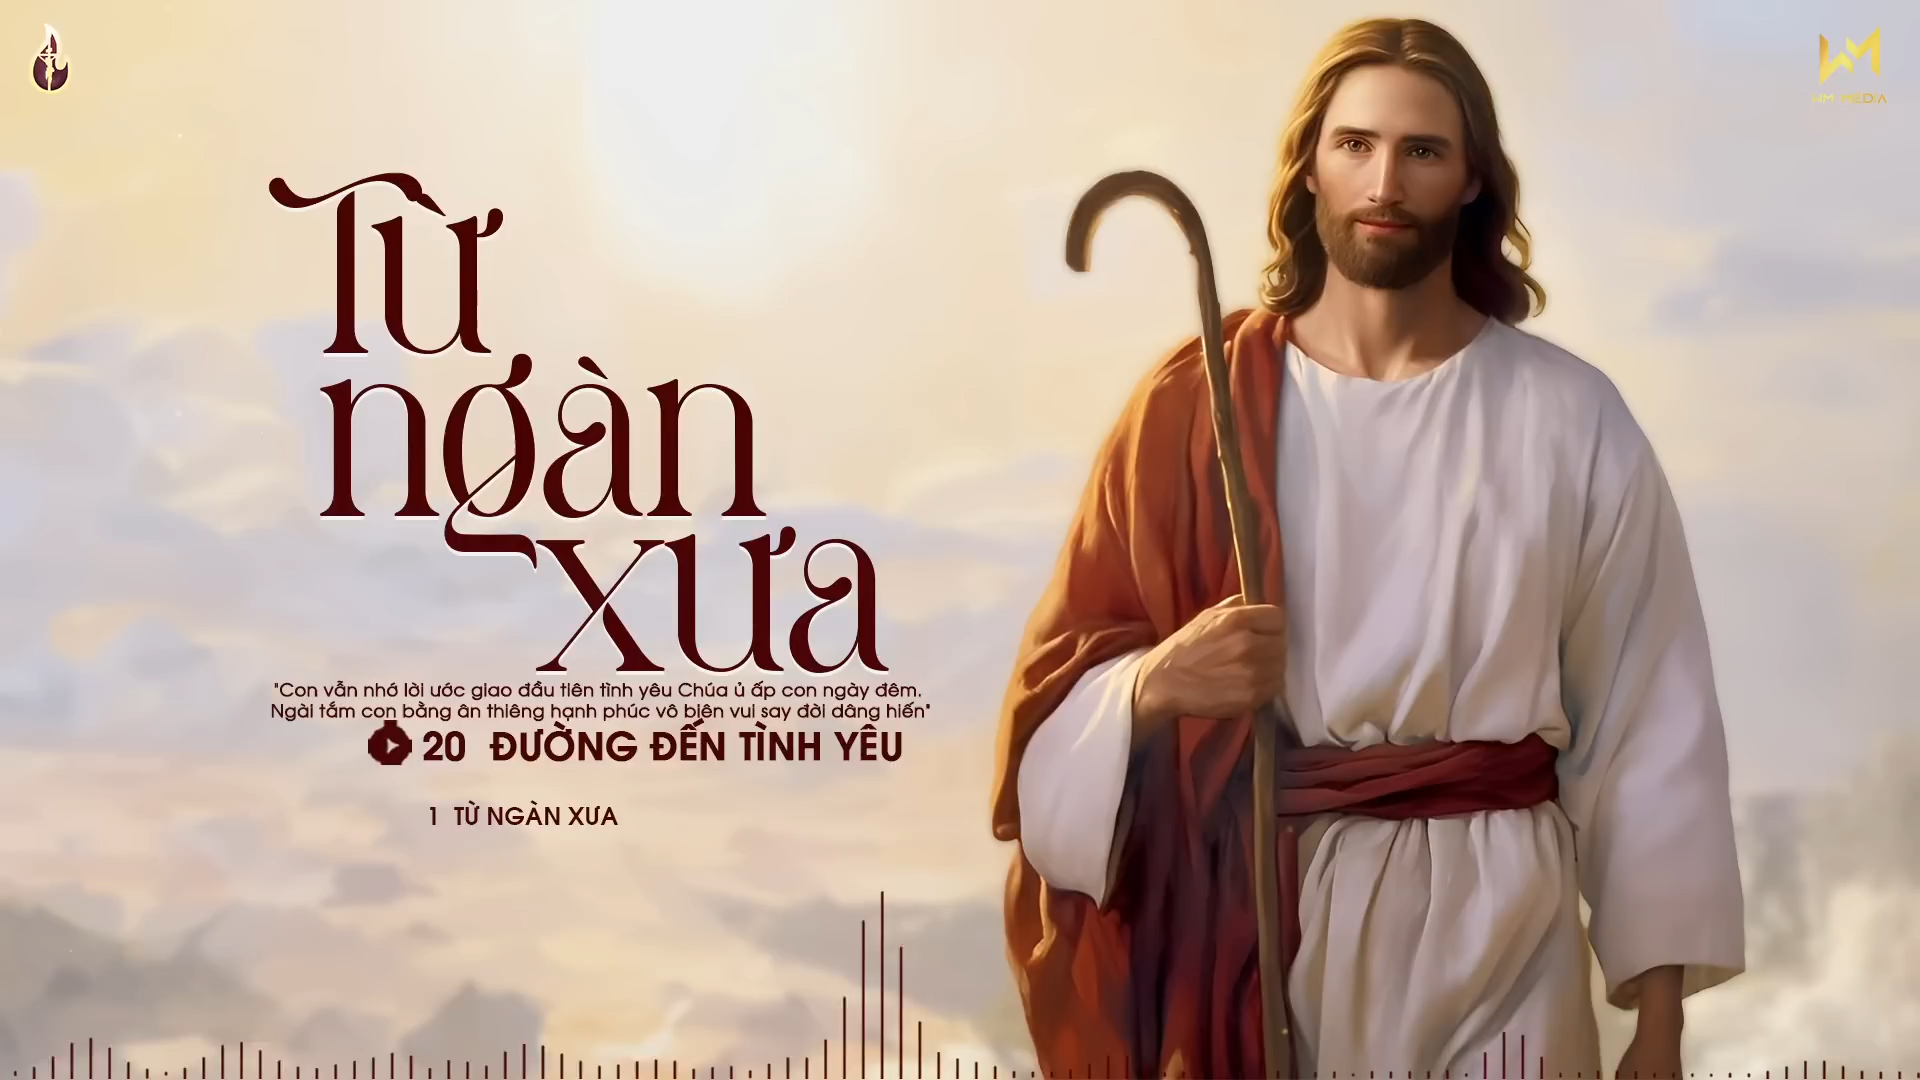 Từ
ngàn
xưa
"Con vẫn nhớ lời ước giao đầu tiên tình yêu Chúa ủ ấp con ngày đêm.
Ngài tắm con bằng ân thiêng hạnh phúc vô biên vui say đời dâng hiến"
20 ĐƯỜNG ĐẾN TÌNH YÊU
1 TỪ NGÀN XƯA
WM MEDIA